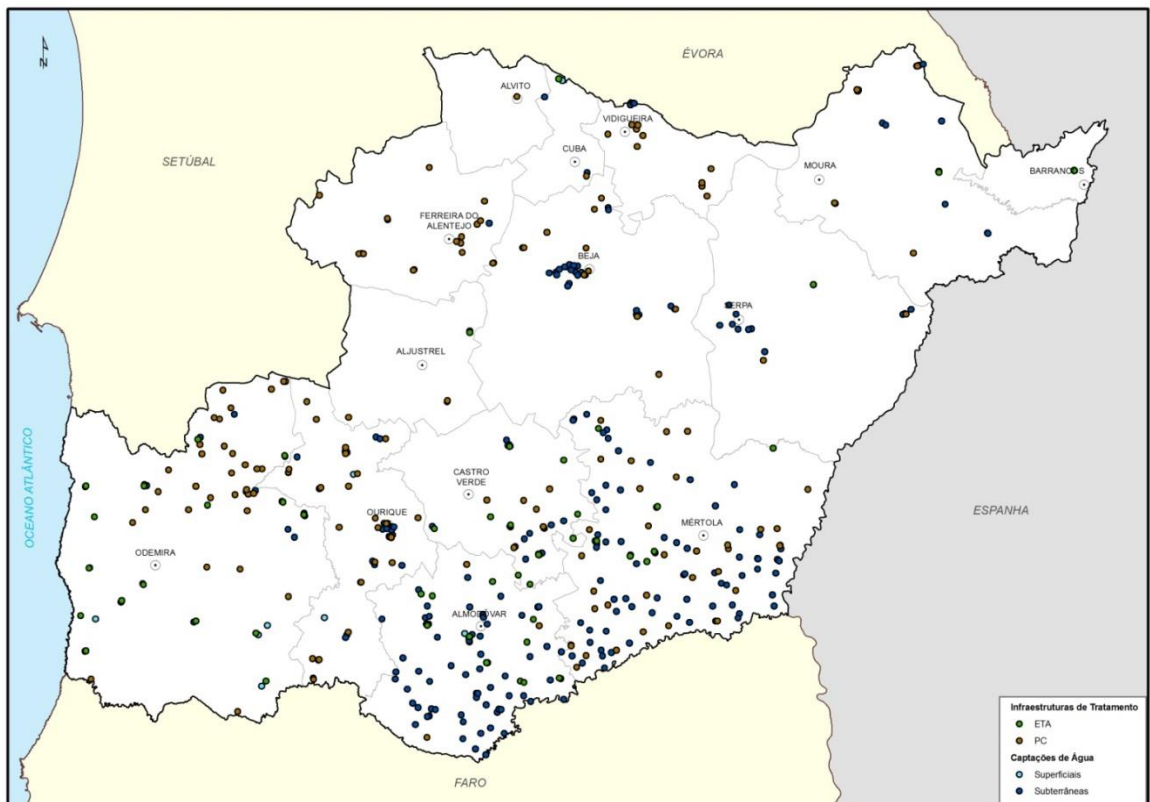 N
ÉVORA
ALVITO
VIDIGUEIRA
CUBA
SETÚBAL
MOURA
BARRANCOS
FERREIRA DO
ALENTEJO
BEJA
SERPA
ALJUSTREL
OCEANO ATLÂNTICO
CASTRO
VERDE
OURIQUE
MÉRTOLA
ESPANHA
ODEMIRA
ALMODÔVAR
FARO
Infraestruturas de Tratamento
ETA
PC
Captações de Água
Superficiais
Subterrâneas